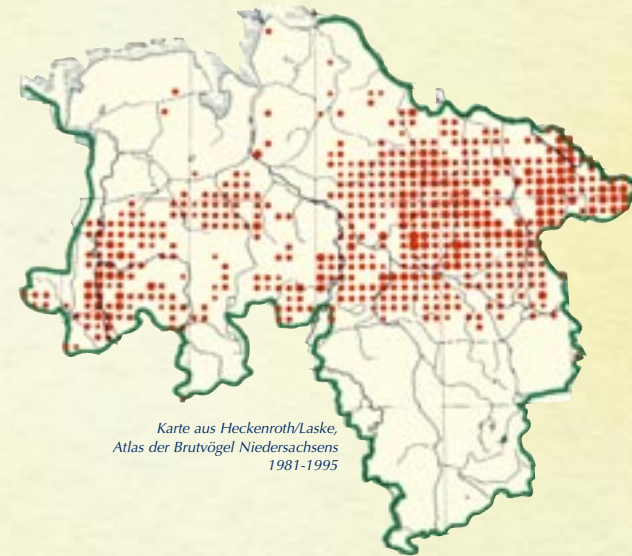 Karte aus Heckenroth/Laske,
Atlas der Brutvögel Niedersachsens
1981-1995